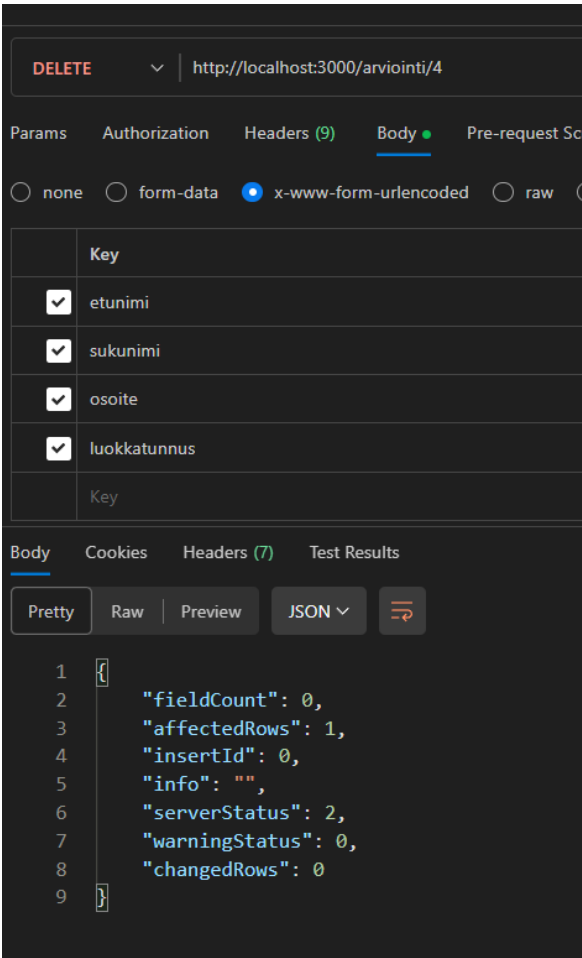 DELETE http://localhost:3000/arviointi/4
Params Authorization Headers (9) Body Pre-request Sc
none form-data x-www-form-urlencoded raw
Key
etunimi
sukunimi
osoite
luokkatunnus
Key
Body Cookies Headers (7) Test Results
Pretty Raw Preview JSON
1 {
2 "fieldCount": 0,
3 "affectedRows": 1,
4 "insertId": 0,
5 "info": "",
6 "serverStatus": 2,
7 "warningStatus": 0,
8 "changedRows": 0
9 }